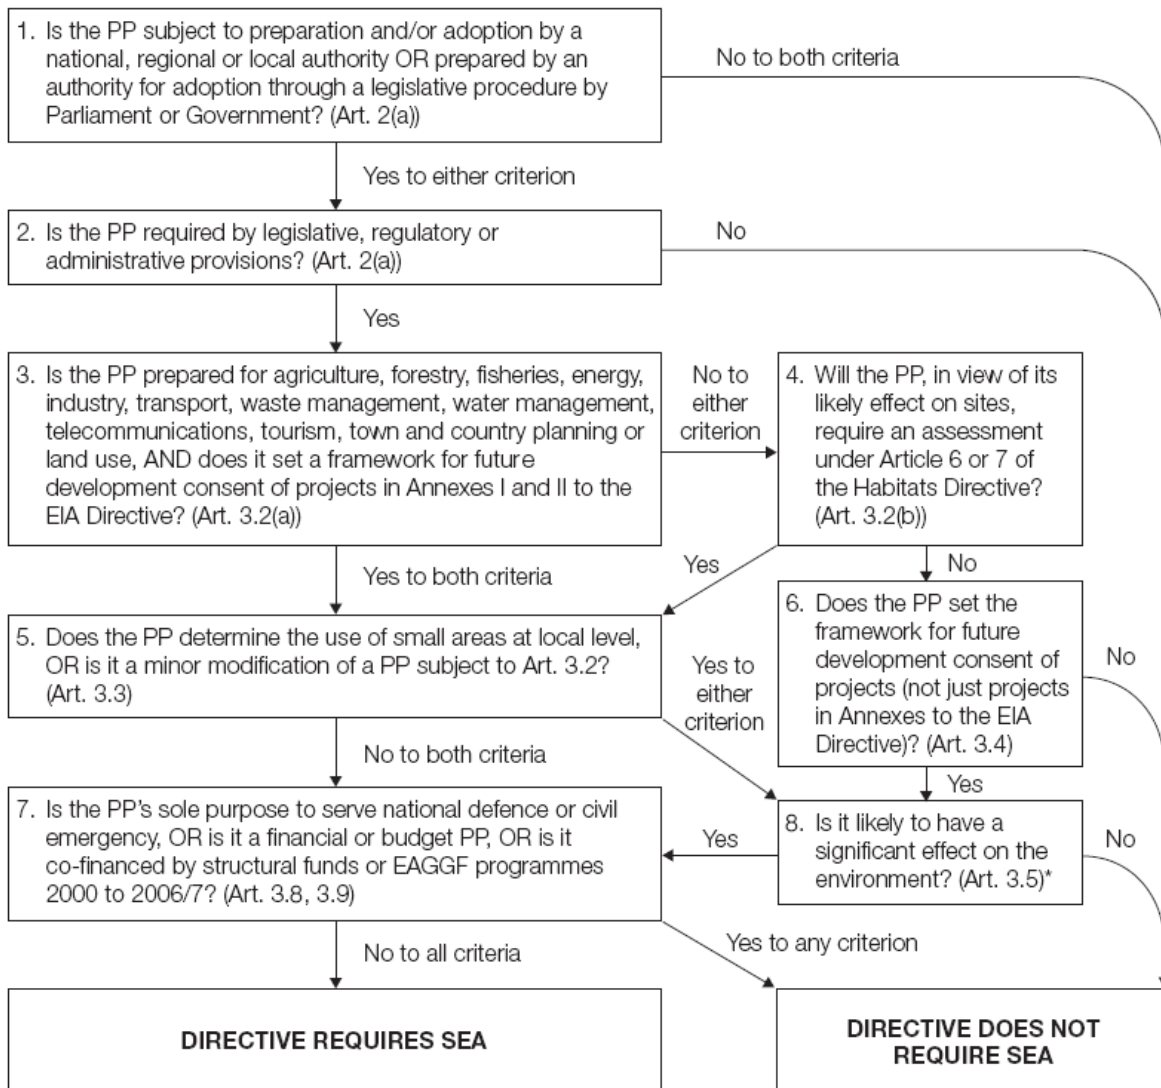 1. Is the PP subject to preparation and/or adoption by a
national, regional or local authority OR prepared by an
authority for adoption through a legislative procedure by
Parliament or Government? (Art. 2(a))
No to both criteria
Yes to either criterion
2. Is the PP required by legislative, regulatory or
administrative provisions? (Art. 2(a))
No
Yes
3. Is the PP prepared for agriculture, forestry, fisheries, energy,
industry, transport, waste management, water management,
telecommunications, tourism, town and country planning or
land use, AND does it set a framework for future
development consent of projects in Annexes I and II to the
EIA Directive? (Art. 3.2(a))
No to
either
criterion
4. Will the PP, in view of its
likely effect on sites,
require an assessment
under Article 6 or 7 of
the Habitats Directive?
(Art. 3.2(b))
Yes to both criteria
Yes
No
5. Does the PP determine the use of small areas at local level,
OR is it a minor modification of a PP subject to Art. 3.2?
(Art. 3.3)
Yes to
either
criterion
6. Does the PP set the
framework for future
development consent of
projects (not just projects
in Annexes to the EIA
Directive)? (Art. 3.4)
No
No to both criteria
Yes
7. Is the PP's sole purpose to serve national defence or civil
emergency, OR is it a financial or budget PP, OR is it
co-financed by structural funds or EAGGF programmes
2000 to 2006/7? (Art. 3.8, 3.9)
Yes
8. Is it likely to have a
significant effect on the
environment? (Art. 3.5)*
No
No to all criteria
Yes to any criterion
DIRECTIVE REQUIRES SEA
DIRECTIVE DOES NOT
REQUIRE SEA